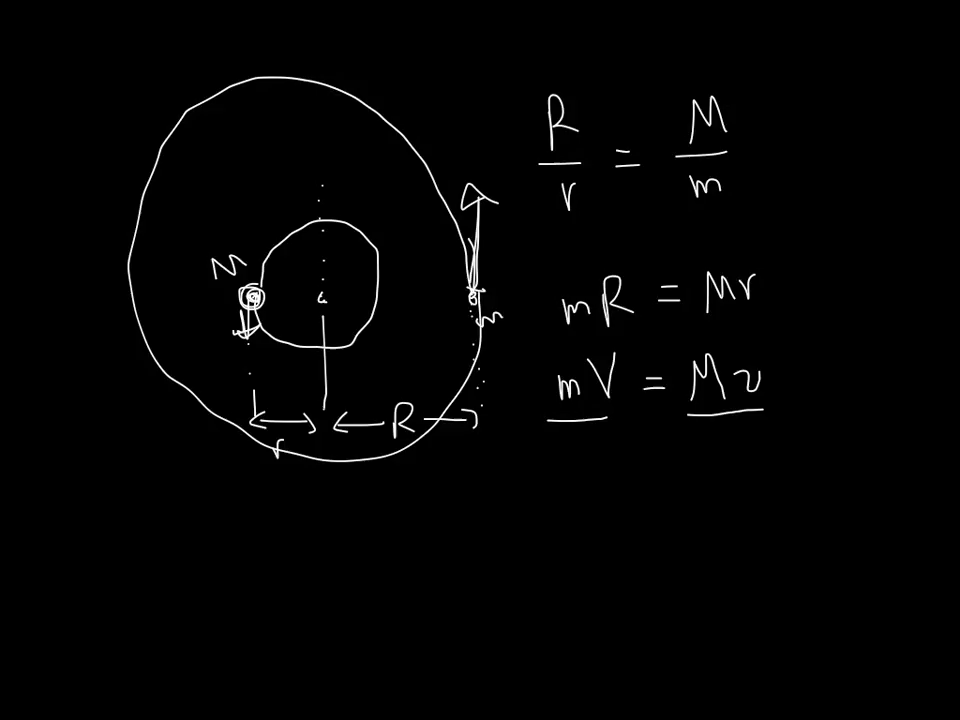 R/r = M/m
M
mR = Mr
m
mV = Mv
R
r